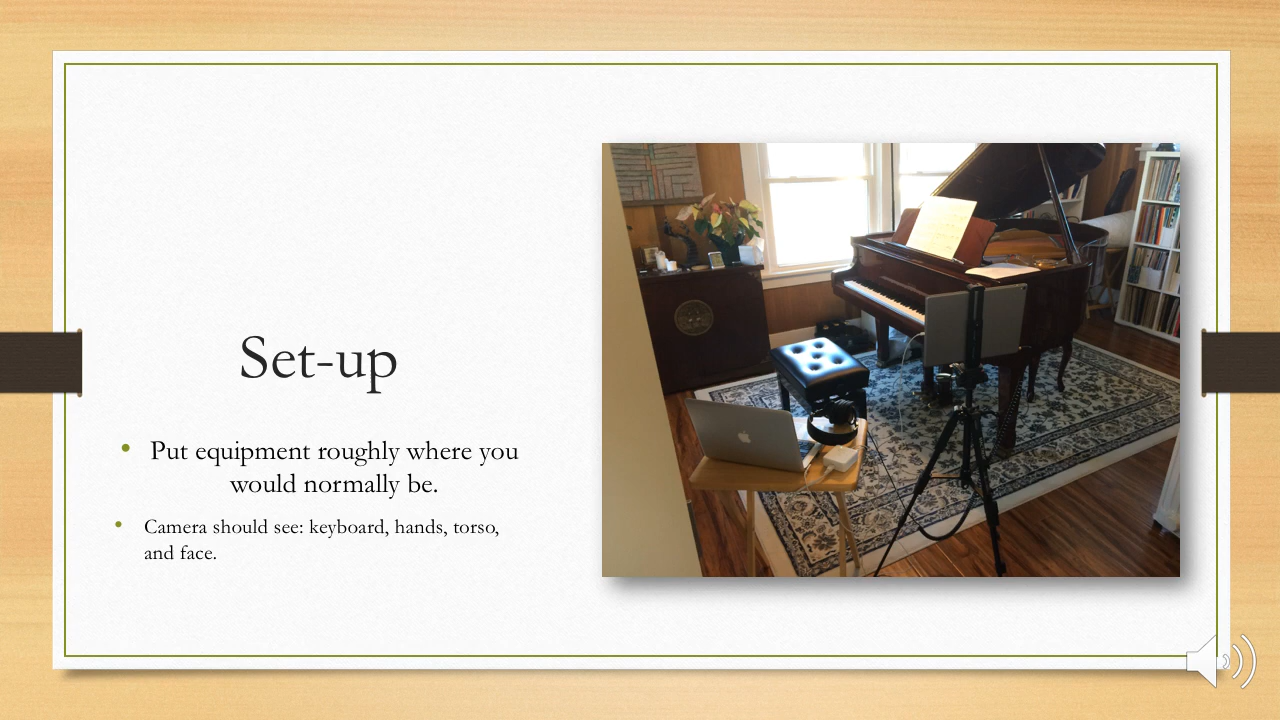 Set-up
• Put equipment roughly where you
would normally be.
• Camera should see: keyboard, hands, torso,
and face.